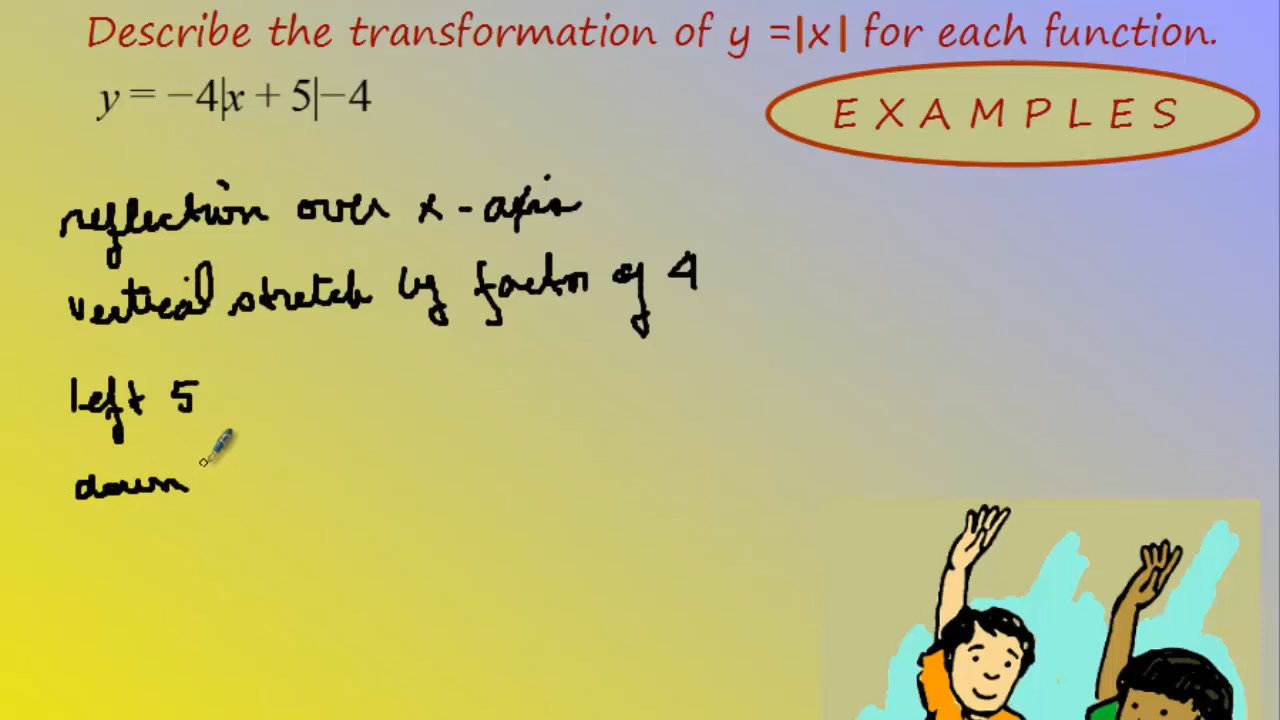 Describe the transformation of y =|x| for each function.
y = −4|x + 5|−4
EXAMPLES
reflection over x-axis
vertical stretch by factor of 4
left 5
down